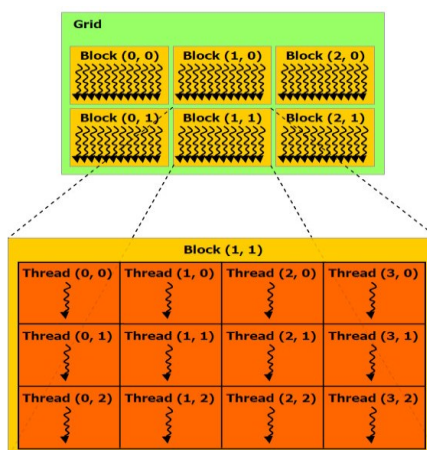 Grid
Block (0, 0) Block (1, 0) Block (2, 0)
Block (0, 1) Block (1, 1) Block (2, 1)
Block (1, 1)
Thread (0, 0) Thread (1, 0) Thread (2, 0) Thread (3, 0)
Thread (0, 1) Thread (1, 1) Thread (2, 1) Thread (3, 1)
Thread (0, 2) Thread (1, 2) Thread (2, 2) Thread (3, 2)